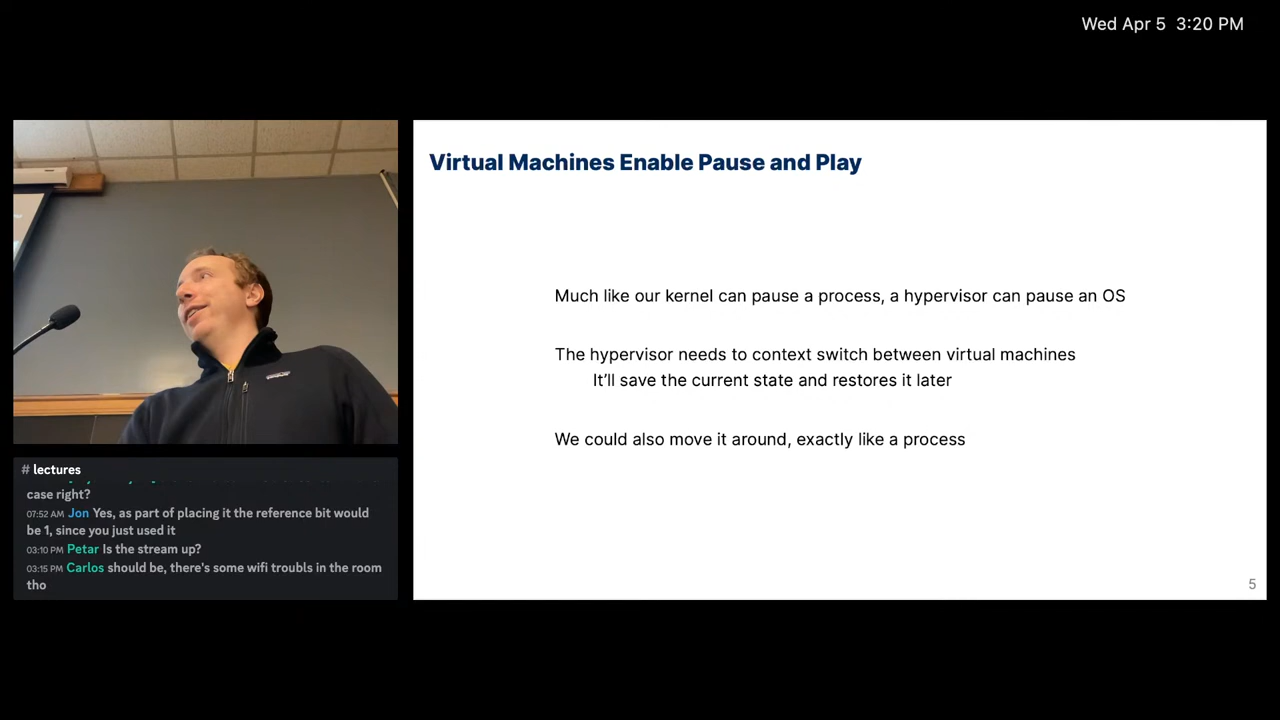 Wed Apr 5 3:20 PM
Virtual Machines Enable Pause and Play
Much like our kernel can pause a process, a hypervisor can pause an OS
The hypervisor needs to context switch between virtual machines
It'll save the current state and restores it later
We could also move it around, exactly like a process
5
# lectures
case right?
07:52 AM Jon Yes, as part of placing it the reference bit would
be 1, since you just used it
03:10 PM Petar Is the stream up?
03:15 PM Carlos should be, there's some wifi troubls in the room
tho